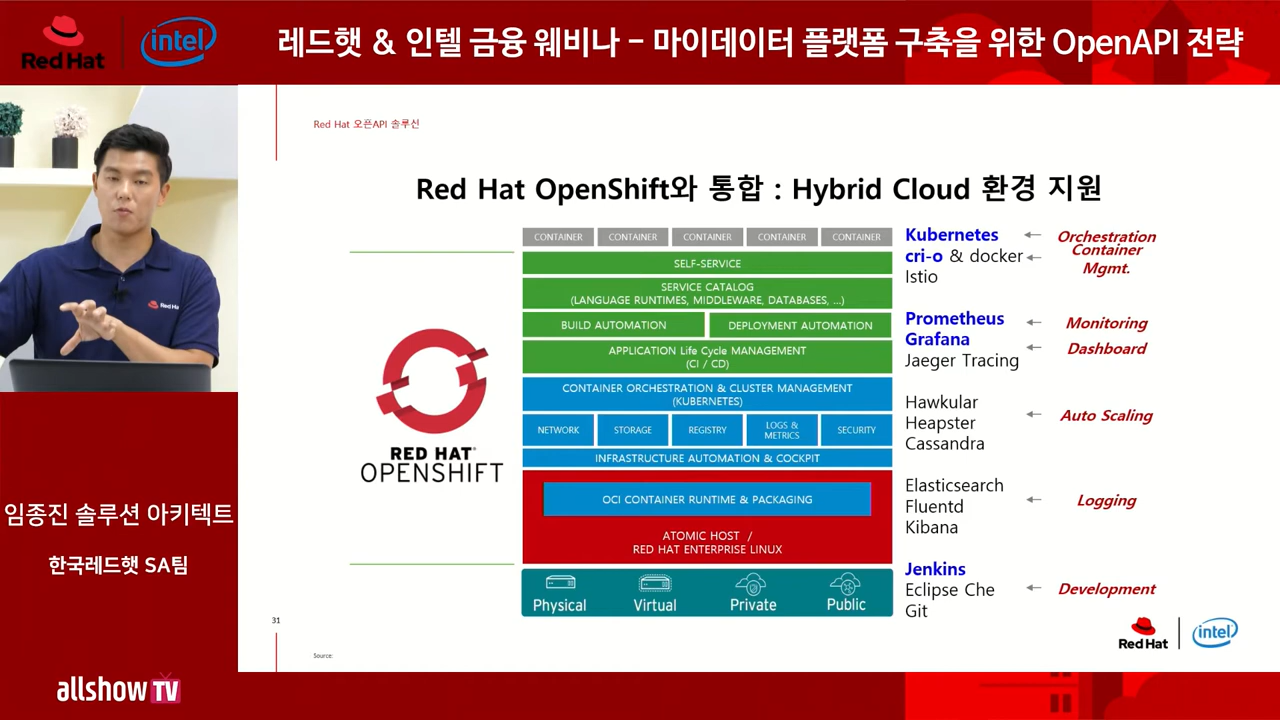 Red Hat
intel
레드햇 & 인텔 금융 웨비나 – 마이데이터 플랫폼 구축을 위한 OpenAPI 전략
Red Hat 오픈API 솔루션
Red Hat OpenShift와 통합 : Hybrid Cloud 환경 지원
CONTAINER CONTAINER CONTAINER CONTAINER CONTAINER
SELF-SERVICE
SERVICE CATALOG
(LANGUAGE RUNTIMES, MIDDLEWARE, DATABASES, …)
BUILD AUTOMATION DEPLOYMENT AUTOMATION
APPLICATION Life Cycle MANAGEMENT
(CI / CD)
CONTAINER ORCHESTRATION & CLUSTER MANAGEMENT
(KUBERNETES)
NETWORK STORAGE REGISTRY LOGS & METRICS SECURITY
INFRASTRUCTURE AUTOMATION & COCKPIT
OCI CONTAINER RUNTIME & PACKAGING
ATOMIC HOST /
RED HAT ENTERPRISE LINUX
Physical Virtual Private Public
RED HAT®
OPENSHIFT
Kubernetes
cri-o & docker
Istio
Prometheus
Grafana
Jaeger Tracing
Hawkular
Heapster
Cassandra
Elasticsearch
Fluentd
Kibana
Jenkins
Eclipse Che
Git
Orchestration
Container
Mgmt.
Monitoring
Dashboard
Auto Scaling
Logging
Development
31
Source:
Red Hat
intel
Red Hat
임종진 솔루션 아키텍트
한국레드햇 SA팀
allshow TV